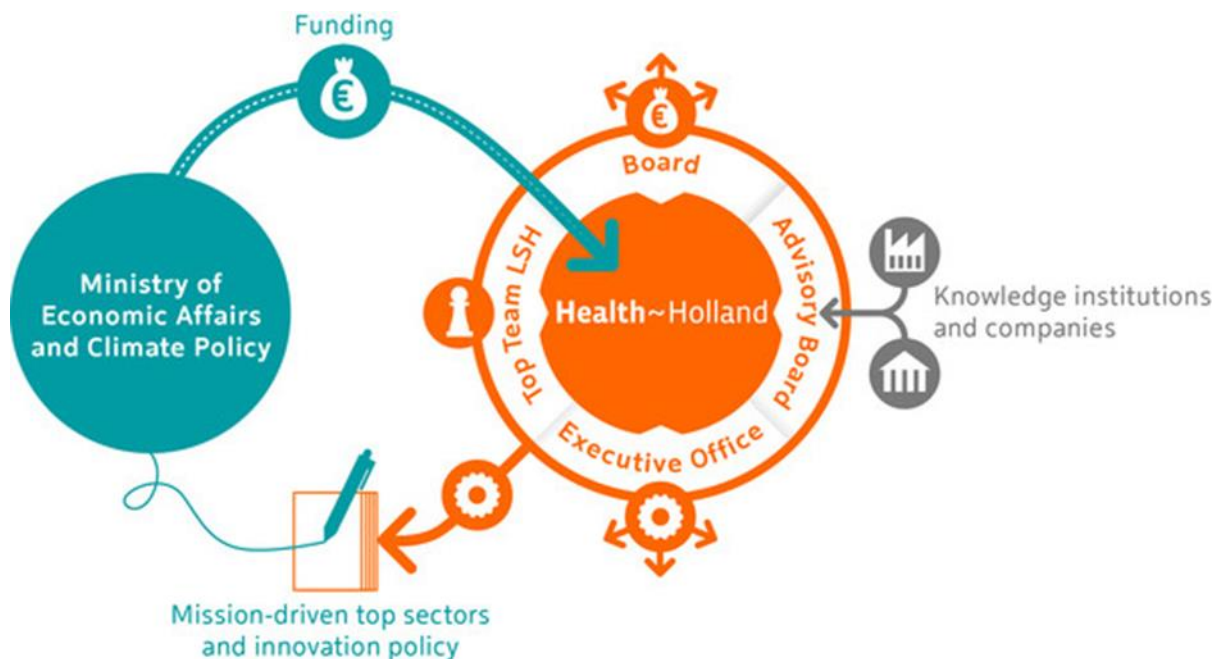 Funding
€
€
Board
Ministry of
Economic Affairs
and Climate Policy
Top Team LSH
Health~Holland
Advisory Board
Knowledge institutions
and companies
Executive Office
Mission-driven top sectors
and innovation policy